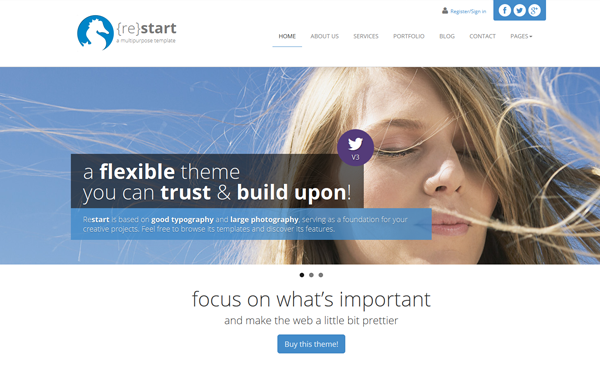 Register/Sign in
{re}start
a multipurpose template
HOME ABOUT US SERVICES PORTFOLIO BLOG CONTACT PAGES
V3
a flexible theme
you can trust & build upon!
Restart is based on good typography and large photography, serving as a foundation for your
creative projects. Feel free to browse its templates and discover its features.
focus on what's important
and make the web a little bit prettier
Buy this theme!